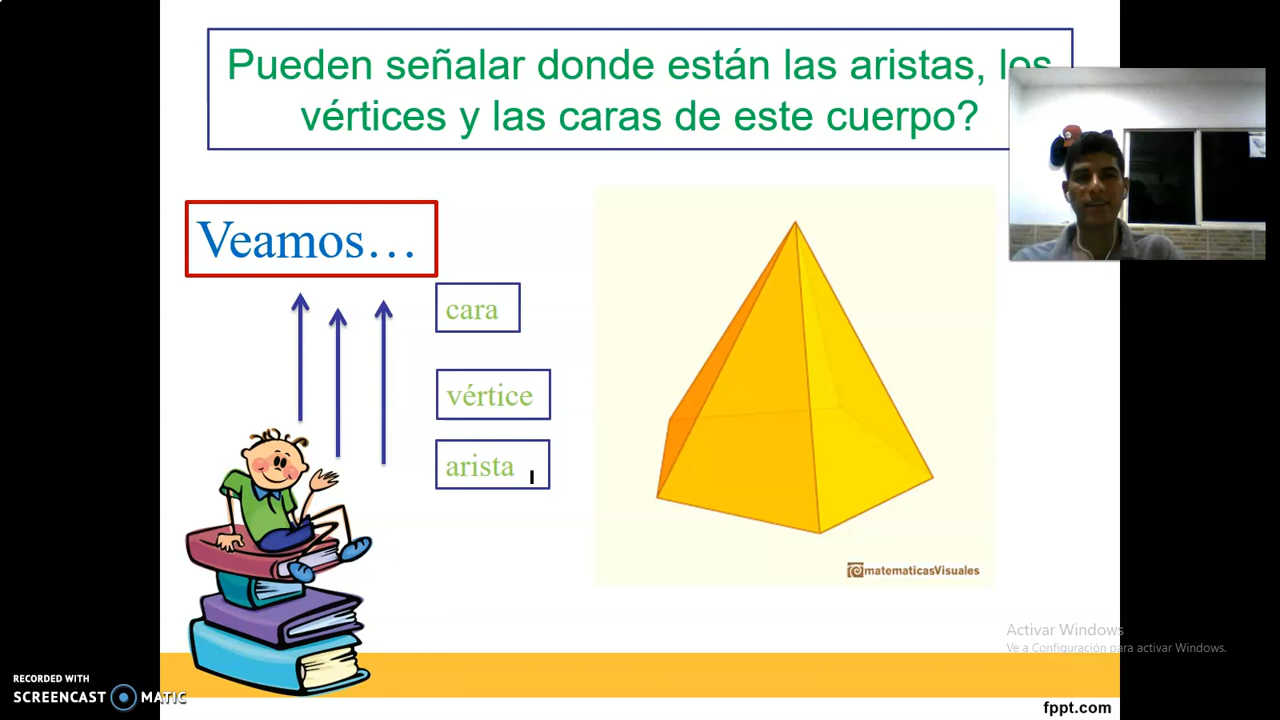 Pueden señalar donde están las aristas, los
vértices y las caras de este cuerpo?
Veamos…
cara
vértice
arista
matematicasVisuales
Activar Windows
Ve a Configuración para activar Windows.
RECORDED WITH
SCREENCAST MATIC
fppt.com